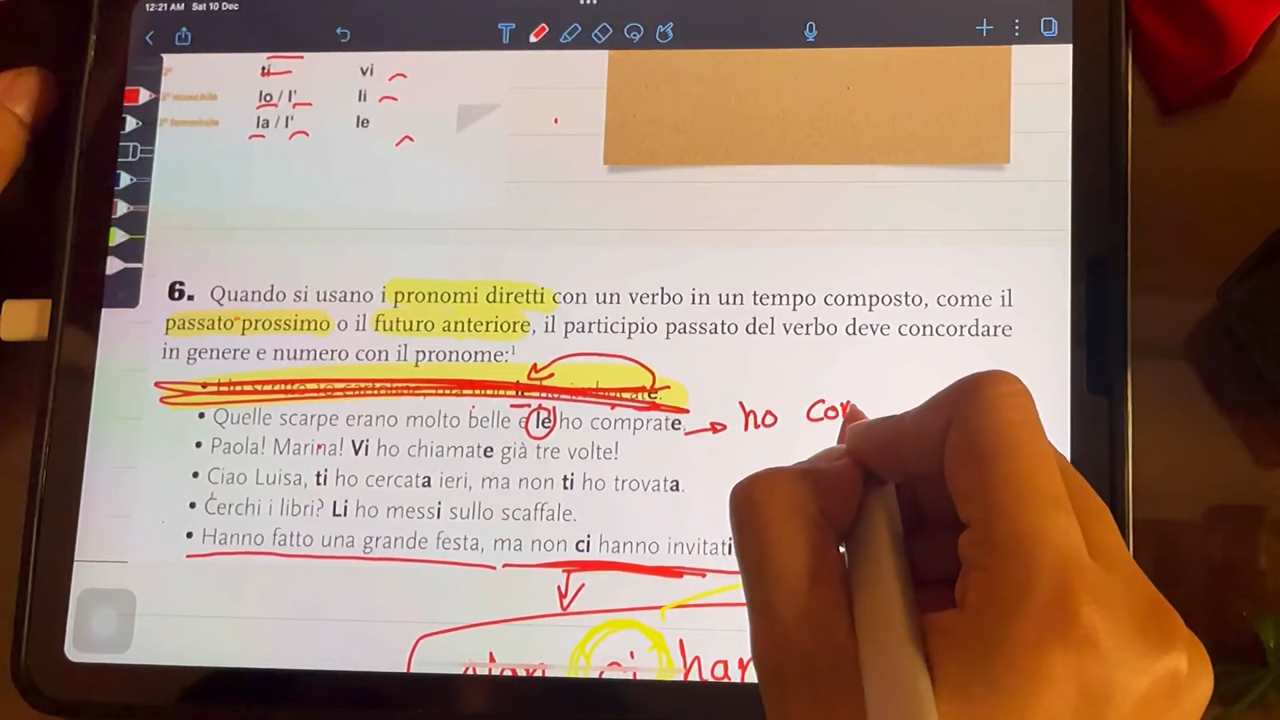 12:21 AM Sat 10 Dec
ti vi
lo / l' li
la / l' le
6. Quando si usano i pronomi diretti con un verbo in un tempo composto, come il
passato prossimo o il futuro anteriore, il participio passato del verbo deve concordare
in genere e numero con il pronome:¹
• Quelle scarpe erano molto belle e le ho comprate. → ho com
• Paola! Marina! Vi ho chiamate già tre volte!
• Ciao Luisa, ti ho cercata ieri, ma non ti ho trovata.
• Cerchi i libri? Li ho messi sullo scaffale.
• Hanno fatto una grande festa, ma non ci hanno invitati
ci han